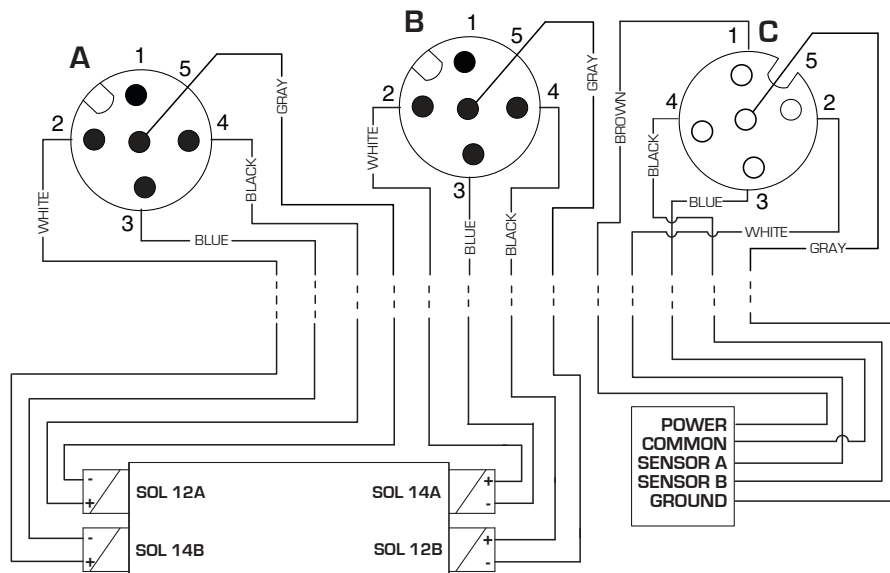 A
1
5
2
4
3
GRAY
WHITE
BLACK
BLUE
B
1
5
2
4
3
GRAY
WHITE
BLUE
BLACK
C
1
5
4
2
3
BROWN
BLACK
BLUE
WHITE
GRAY
POWER
COMMON
SENSOR A
SENSOR B
GROUND
-
+
SOL 12A
SOL 14A
+
-
-
+
SOL 14B
SOL 12B
+
-